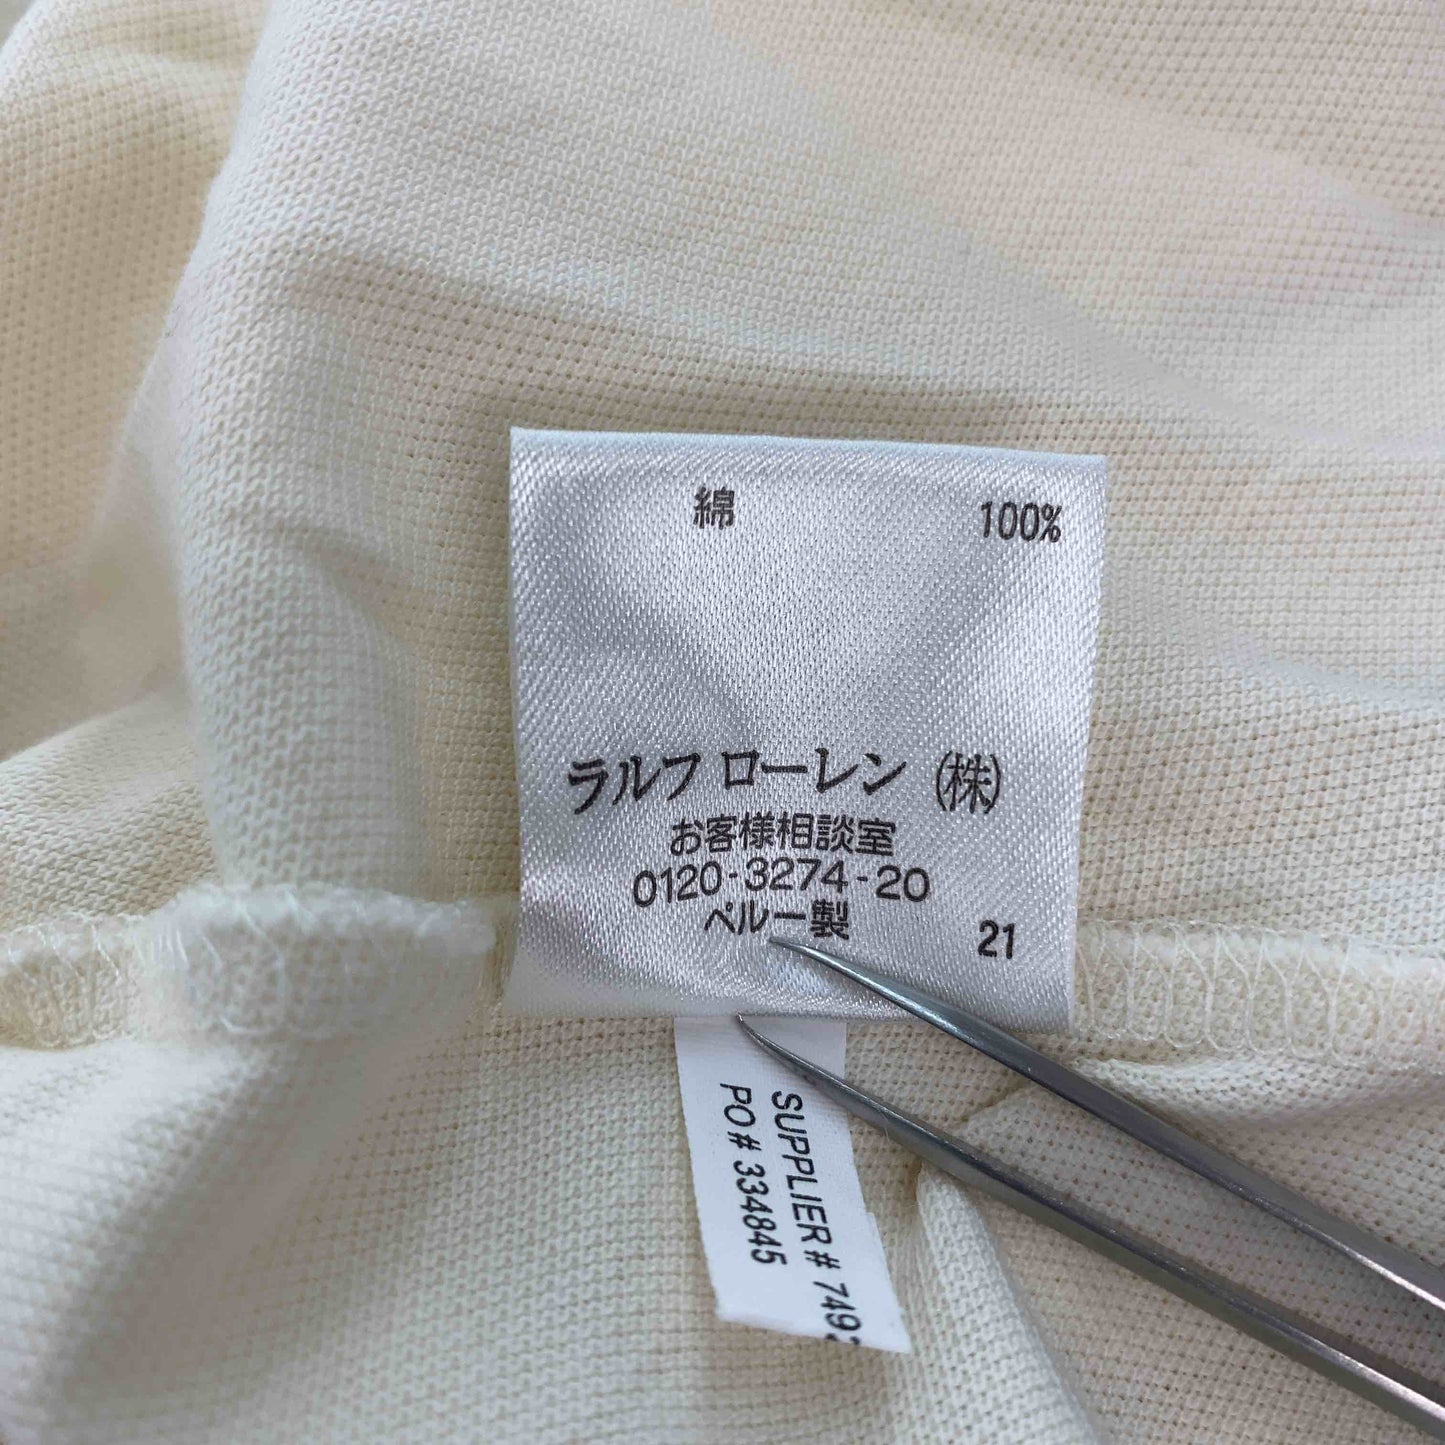 綿 100%
ラルフ ローレン (株)
お客様相談室
0120-3274-20
ペルー製 21
SUPPLIER # 
PO # 334845